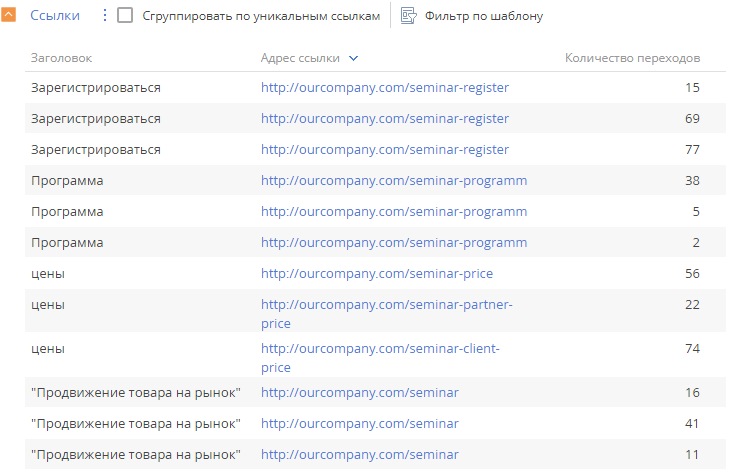 Ссылки Сгруппировать по уникальным ссылкам Фильтр по шаблону
Заголовок Адрес ссылки Количество переходов
Зарегистрироваться http://ourcompany.com/seminar-register 15
Зарегистрироваться http://ourcompany.com/seminar-register 69
Зарегистрироваться http://ourcompany.com/seminar-register 77
Программа http://ourcompany.com/seminar-programm 38
Программа http://ourcompany.com/seminar-programm 5
Программа http://ourcompany.com/seminar-programm 2
цены http://ourcompany.com/seminar-price 56
цены http://ourcompany.com/seminar-partner- 22
price
цены http://ourcompany.com/seminar-client- 74
price
"Продвижение товара на рынок" http://ourcompany.com/seminar 16
"Продвижение товара на рынок" http://ourcompany.com/seminar 41
"Продвижение товара на рынок" http://ourcompany.com/seminar 11